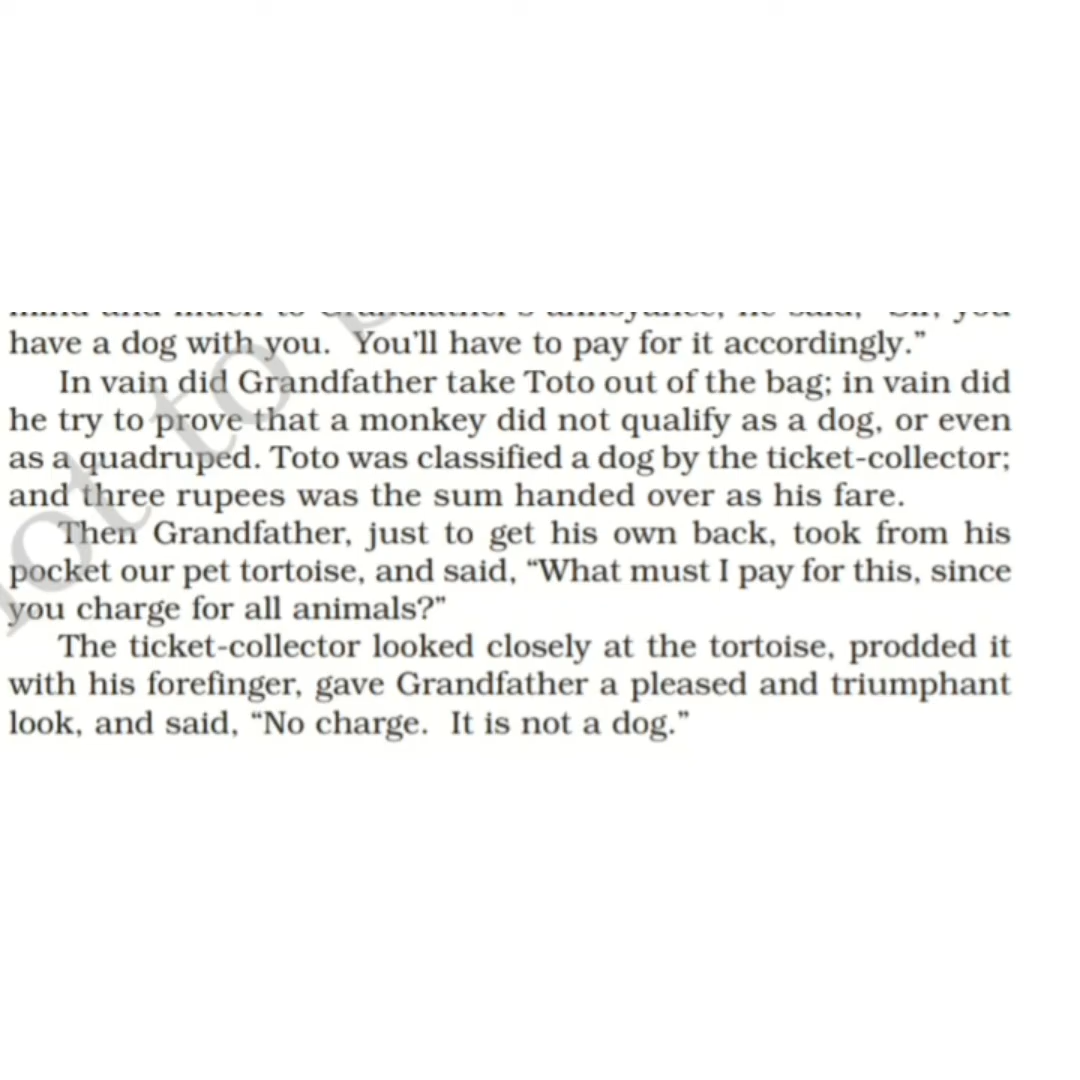 have a dog with you. You'll have to pay for it accordingly.”
In vain did Grandfather take Toto out of the bag; in vain did
he try to prove that a monkey did not qualify as a dog, or even
as a quadruped. Toto was classified a dog by the ticket-collector;
and three rupees was the sum handed over as his fare.
Then Grandfather, just to get his own back, took from his
pocket our pet tortoise, and said, “What must I pay for this, since
you charge for all animals?”
The ticket-collector looked closely at the tortoise, prodded it
with his forefinger, gave Grandfather a pleased and triumphant
look, and said, “No charge. It is not a dog.”
not to